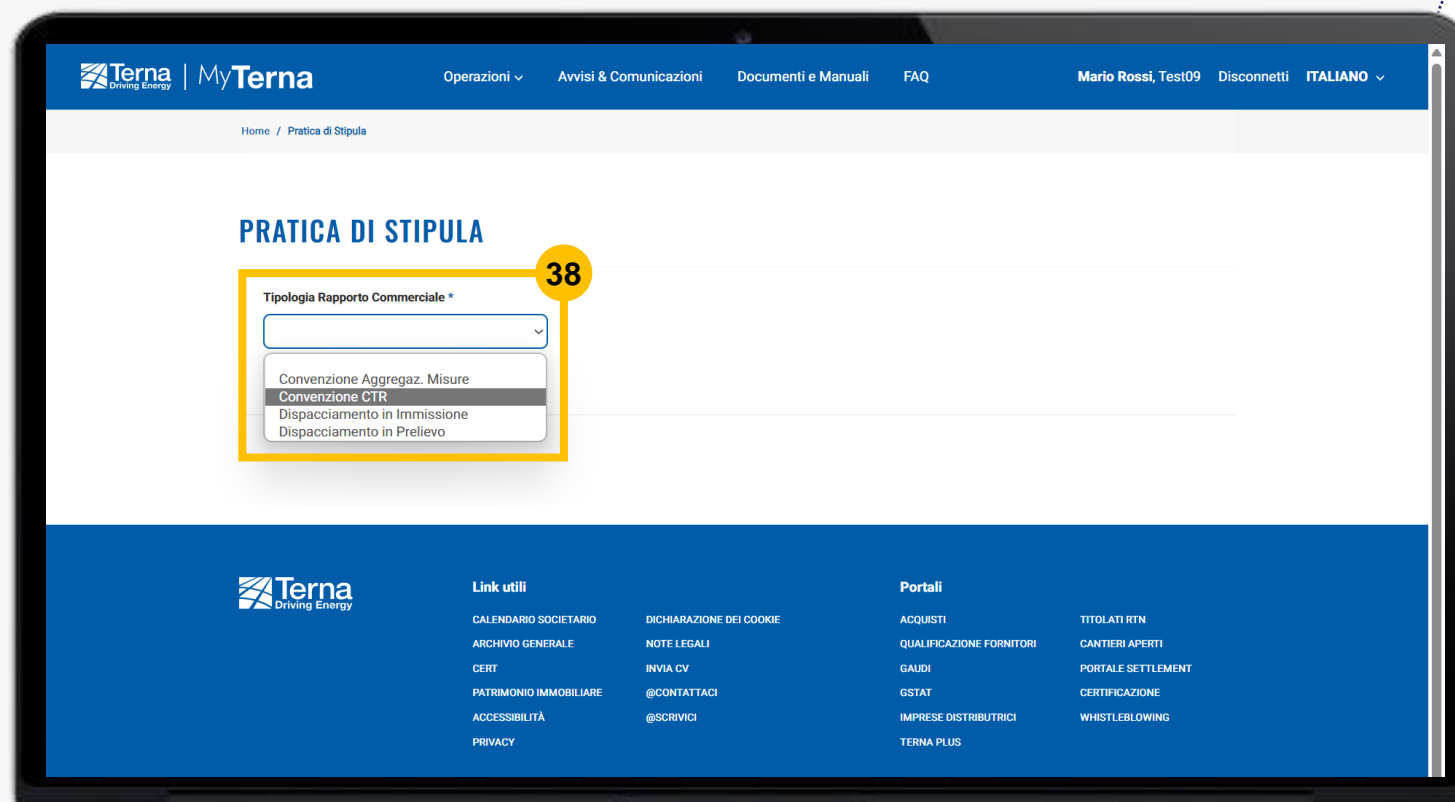 Terna Driving Energy | MyTerna
Operazioni Avvisi & Comunicazioni Documenti e Manuali FAQ Mario Rossi, Test09 Disconnetti ITALIANO
Home / Pratica di Stipula
PRATICA DI STIPULA
38
Tipologia Rapporto Commerciale *
Convenzione Aggregaz. Misure
Convenzione CTR
Dispacciamento in Immissione
Dispacciamento in Prelievo
Terna
Driving Energy
Link utili
CALENDARIO SOCIETARIO
ARCHIVIO GENERALE
CERT
PATRIMONIO IMMOBILIARE
ACCESSIBILITÀ
PRIVACY
DICHIARAZIONE DEI COOKIE
NOTE LEGALI
INVIA CV
@CONTATTACI
@SCRIVICI
Portali
ACQUISTI
QUALIFICAZIONE FORNITORI
GAUDI
GSTAT
IMPRESE DISTRIBUTRICI
TERNA PLUS
TITOLATI RTN
CANTIERI APERTI
PORTALE SETTLEMENT
CERTIFICAZIONE
WHISTLEBLOWING